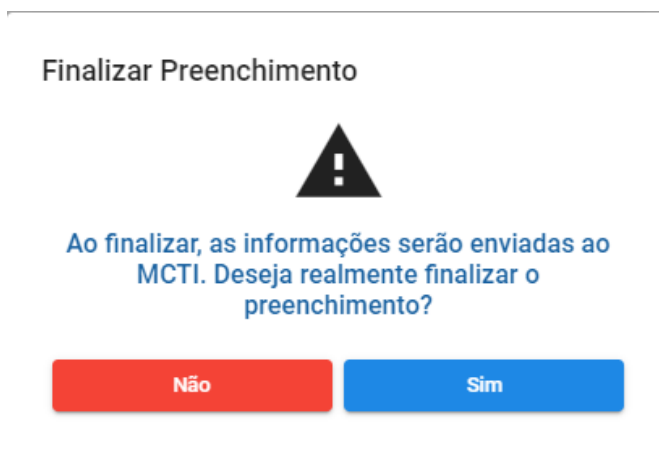 Finalizar Preenchimento
Ao finalizar, as informações serão enviadas ao
MCTI. Deseja realmente finalizar o
preenchimento?
Não
Sim